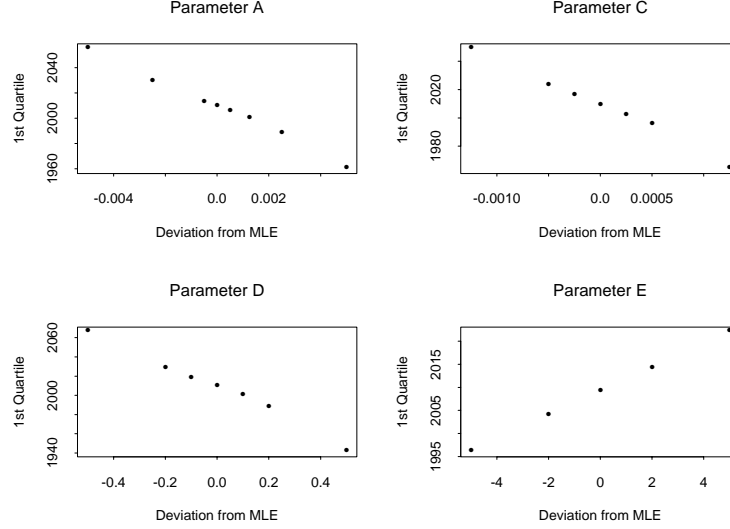 Parameter A
1st Quartile
1960 2000 2040
-0.004 0.0 0.002
Deviation from MLE
Parameter C
1st Quartile
1980 2020
-0.0010 0.0 0.0005
Deviation from MLE
Parameter D
1st Quartile
1940 2000 2060
-0.4 -0.2 0.0 0.2 0.4
Deviation from MLE
Parameter E
1st Quartile
1995 2005 2015
-4 -2 0 2 4
Deviation from MLE